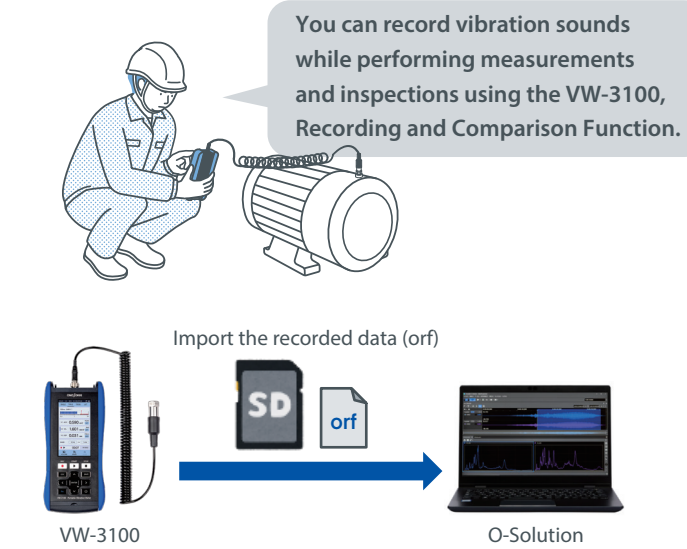 You can record vibration sounds
while performing measurements
and inspections using the VW-3100,
Recording and Comparison Function.
Import the recorded data (orf)
SD
orf
VW-3100
O-Solution